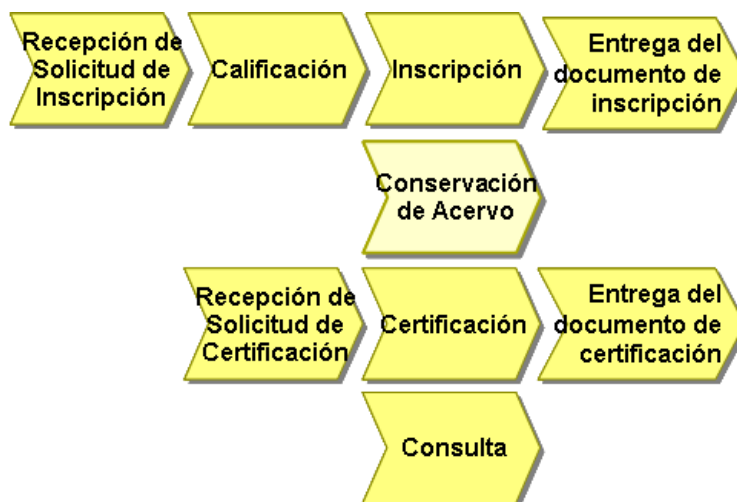 Recepción de
Solicitud de
Inscripción
Calificación
Inscripción
Entrega del
documento de
inscripción
Conservación
de Acervo
Recepción de
Solicitud de
Certificación
Certificación
Entrega del
documento de
certificación
Consulta